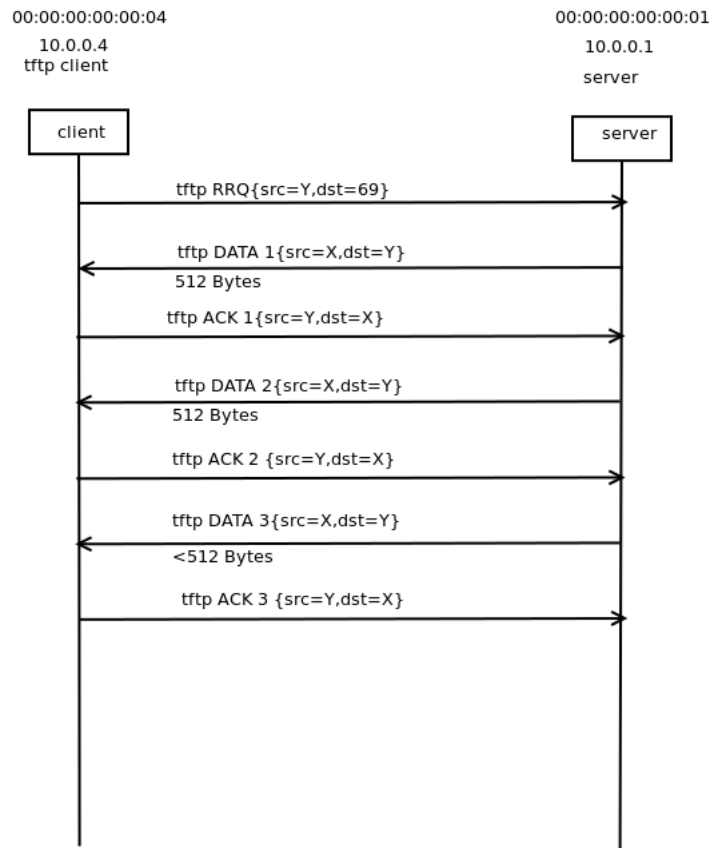 00:00:00:00:00:04
10.0.0.4
tftp client
00:00:00:00:00:01
10.0.0.1
server
client
server
tftp RRQ{src=Y,dst=69}
tftp DATA 1{src=X,dst=Y}
512 Bytes
tftp ACK 1{src=Y,dst=X}
tftp DATA 2{src=X,dst=Y}
512 Bytes
tftp ACK 2 {src=Y,dst=X}
tftp DATA 3{src=X,dst=Y}
<512 Bytes
tftp ACK 3 {src=Y,dst=X}